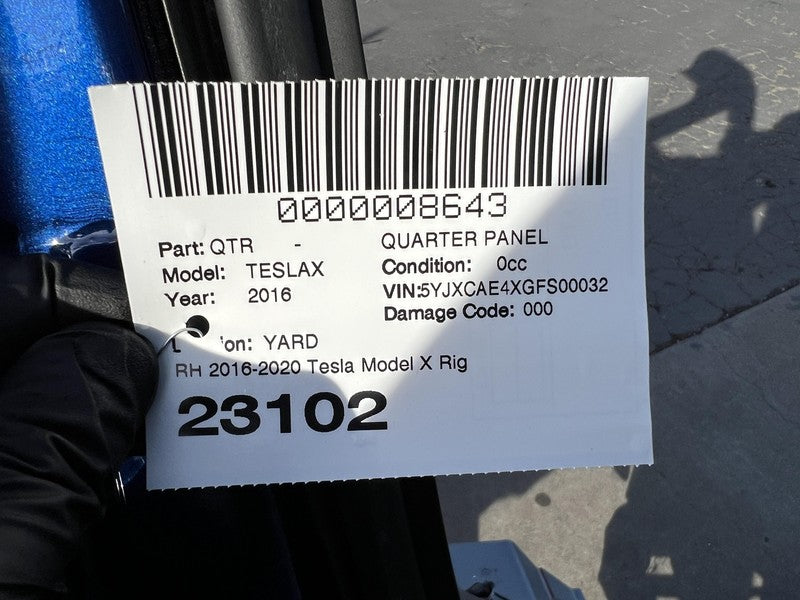 0000008643
Part: QTR - QUARTER PANEL
Model: TESLAX Condition: 0cc
Year: 2016 VIN:5YJXCAE4XGFS00032
Damage Code: 000
YARD
RH 2016-2020 Tesla Model X Rig
23102